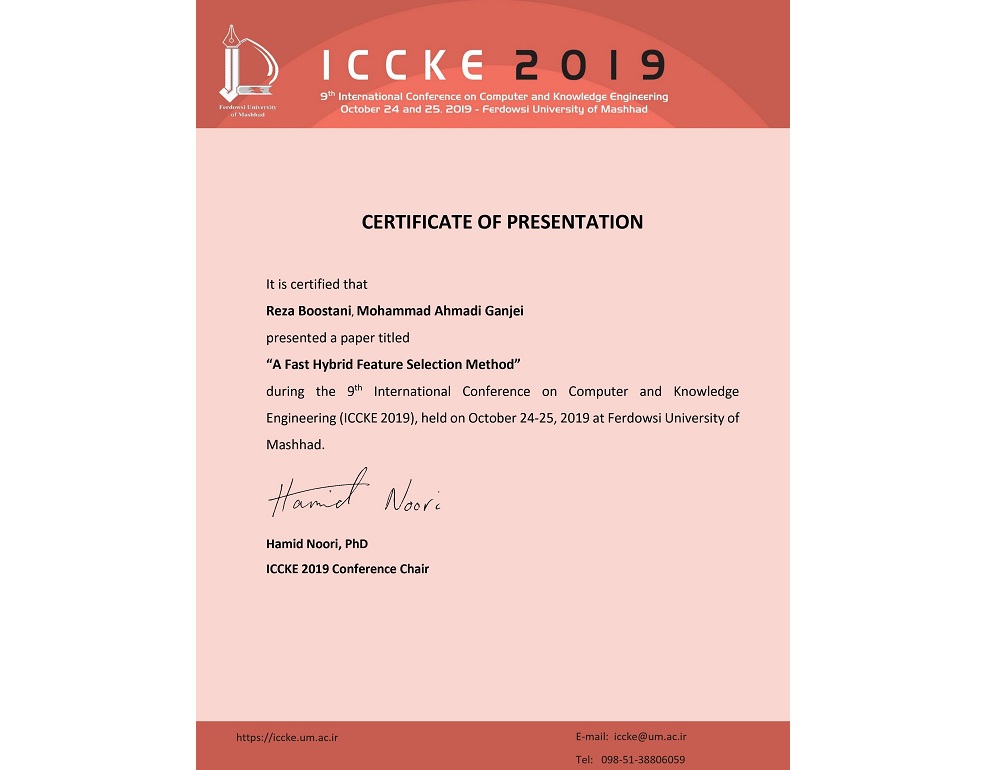 Ferdowsi University
of Mashhad
ICCKE 2019
9th International Conference on Computer and Knowledge Engineering
October 24 and 25. 2019 - Ferdowsi University of Mashhad
CERTIFICATE OF PRESENTATION
It is certified that
Reza Boostani, Mohammad Ahmadi Ganjei
presented a paper titled
“A Fast Hybrid Feature Selection Method”
during the 9th International Conference on Computer and Knowledge
Engineering (ICCKE 2019), held on October 24-25, 2019 at Ferdowsi University of
Mashhad.
Hamid Noori
Hamid Noori, PhD
ICCKE 2019 Conference Chair
https://iccke.um.ac.ir
E-mail: iccke@um.ac.ir
Tel: 098-51-38806059